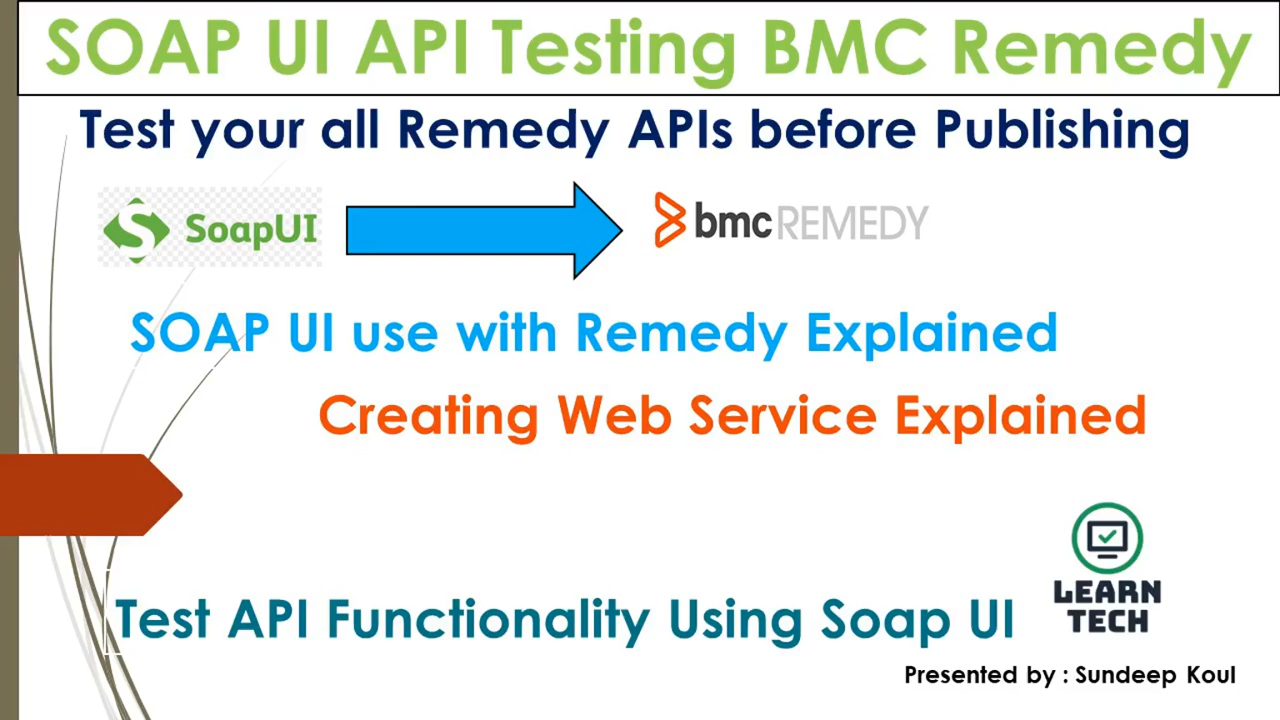 SOAP UI API Testing BMC Remedy
Test your all Remedy APIs before Publishing
SoapUI
bmc REMEDY
SOAP UI use with Remedy Explained
Creating Web Service Explained
LEARN
TECH
Test API Functionality Using Soap UI
Presented by : Sundeep Koul